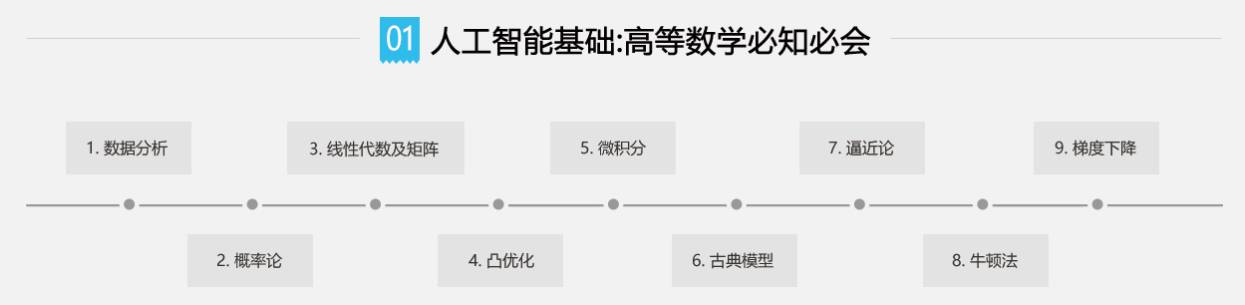 01 人工智能基础:高等数学必知必会
1. 数据分析
2. 概率论
3. 线性代数及矩阵
4. 凸优化
5. 微积分
6. 古典模型
7. 逼近论
8. 牛顿法
9. 梯度下降